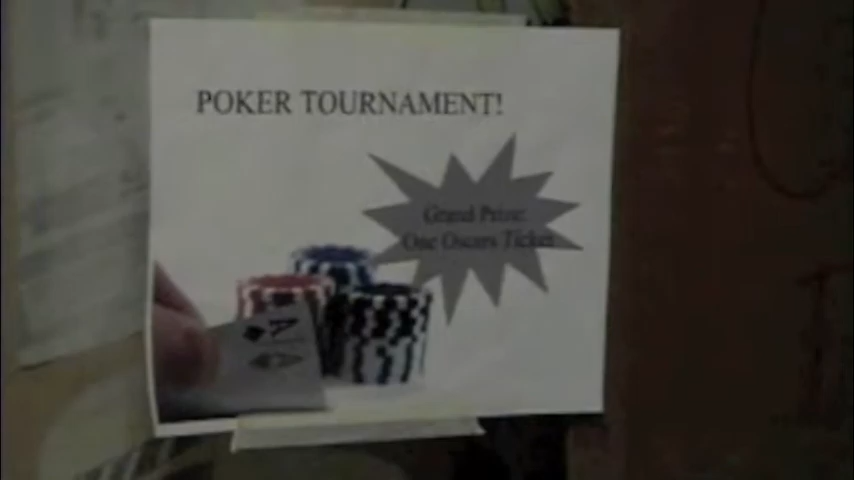 POKER TOURNAMENT!
Grand Prize:
One Oscars Ticket
A
A